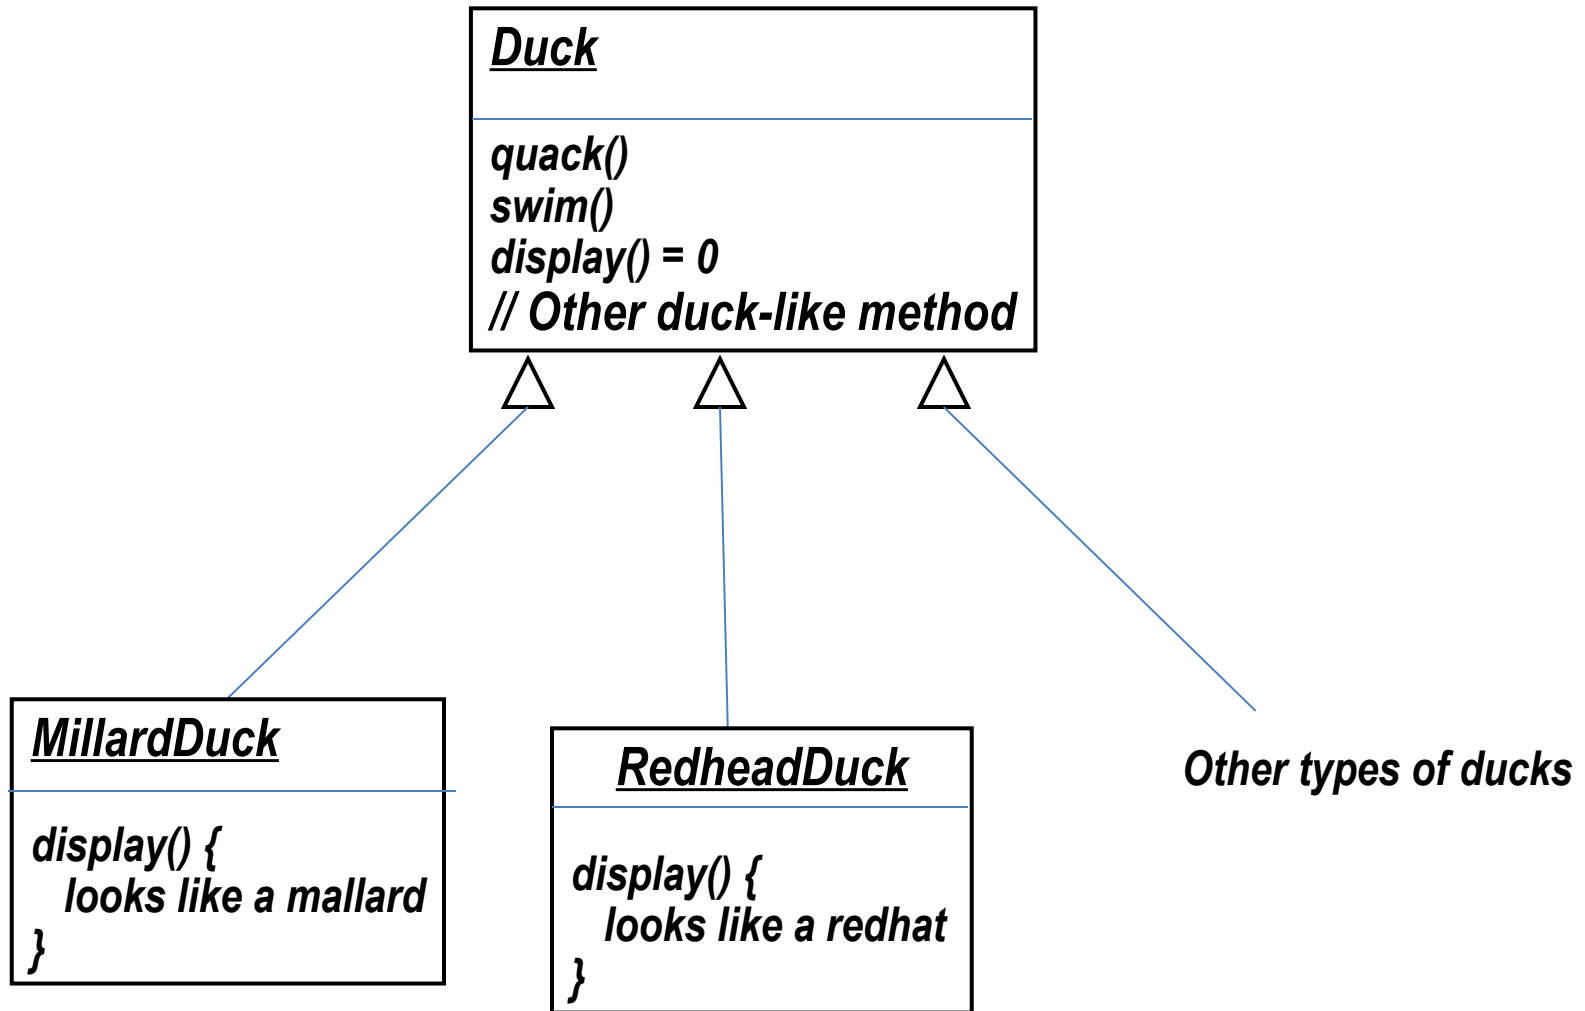 Duck
quack()
swim()
display() = 0
// Other duck-like method
MillardDuck
display() {
looks like a mallard
}
RedheadDuck
display() {
looks like a redhat
}
Other types of ducks